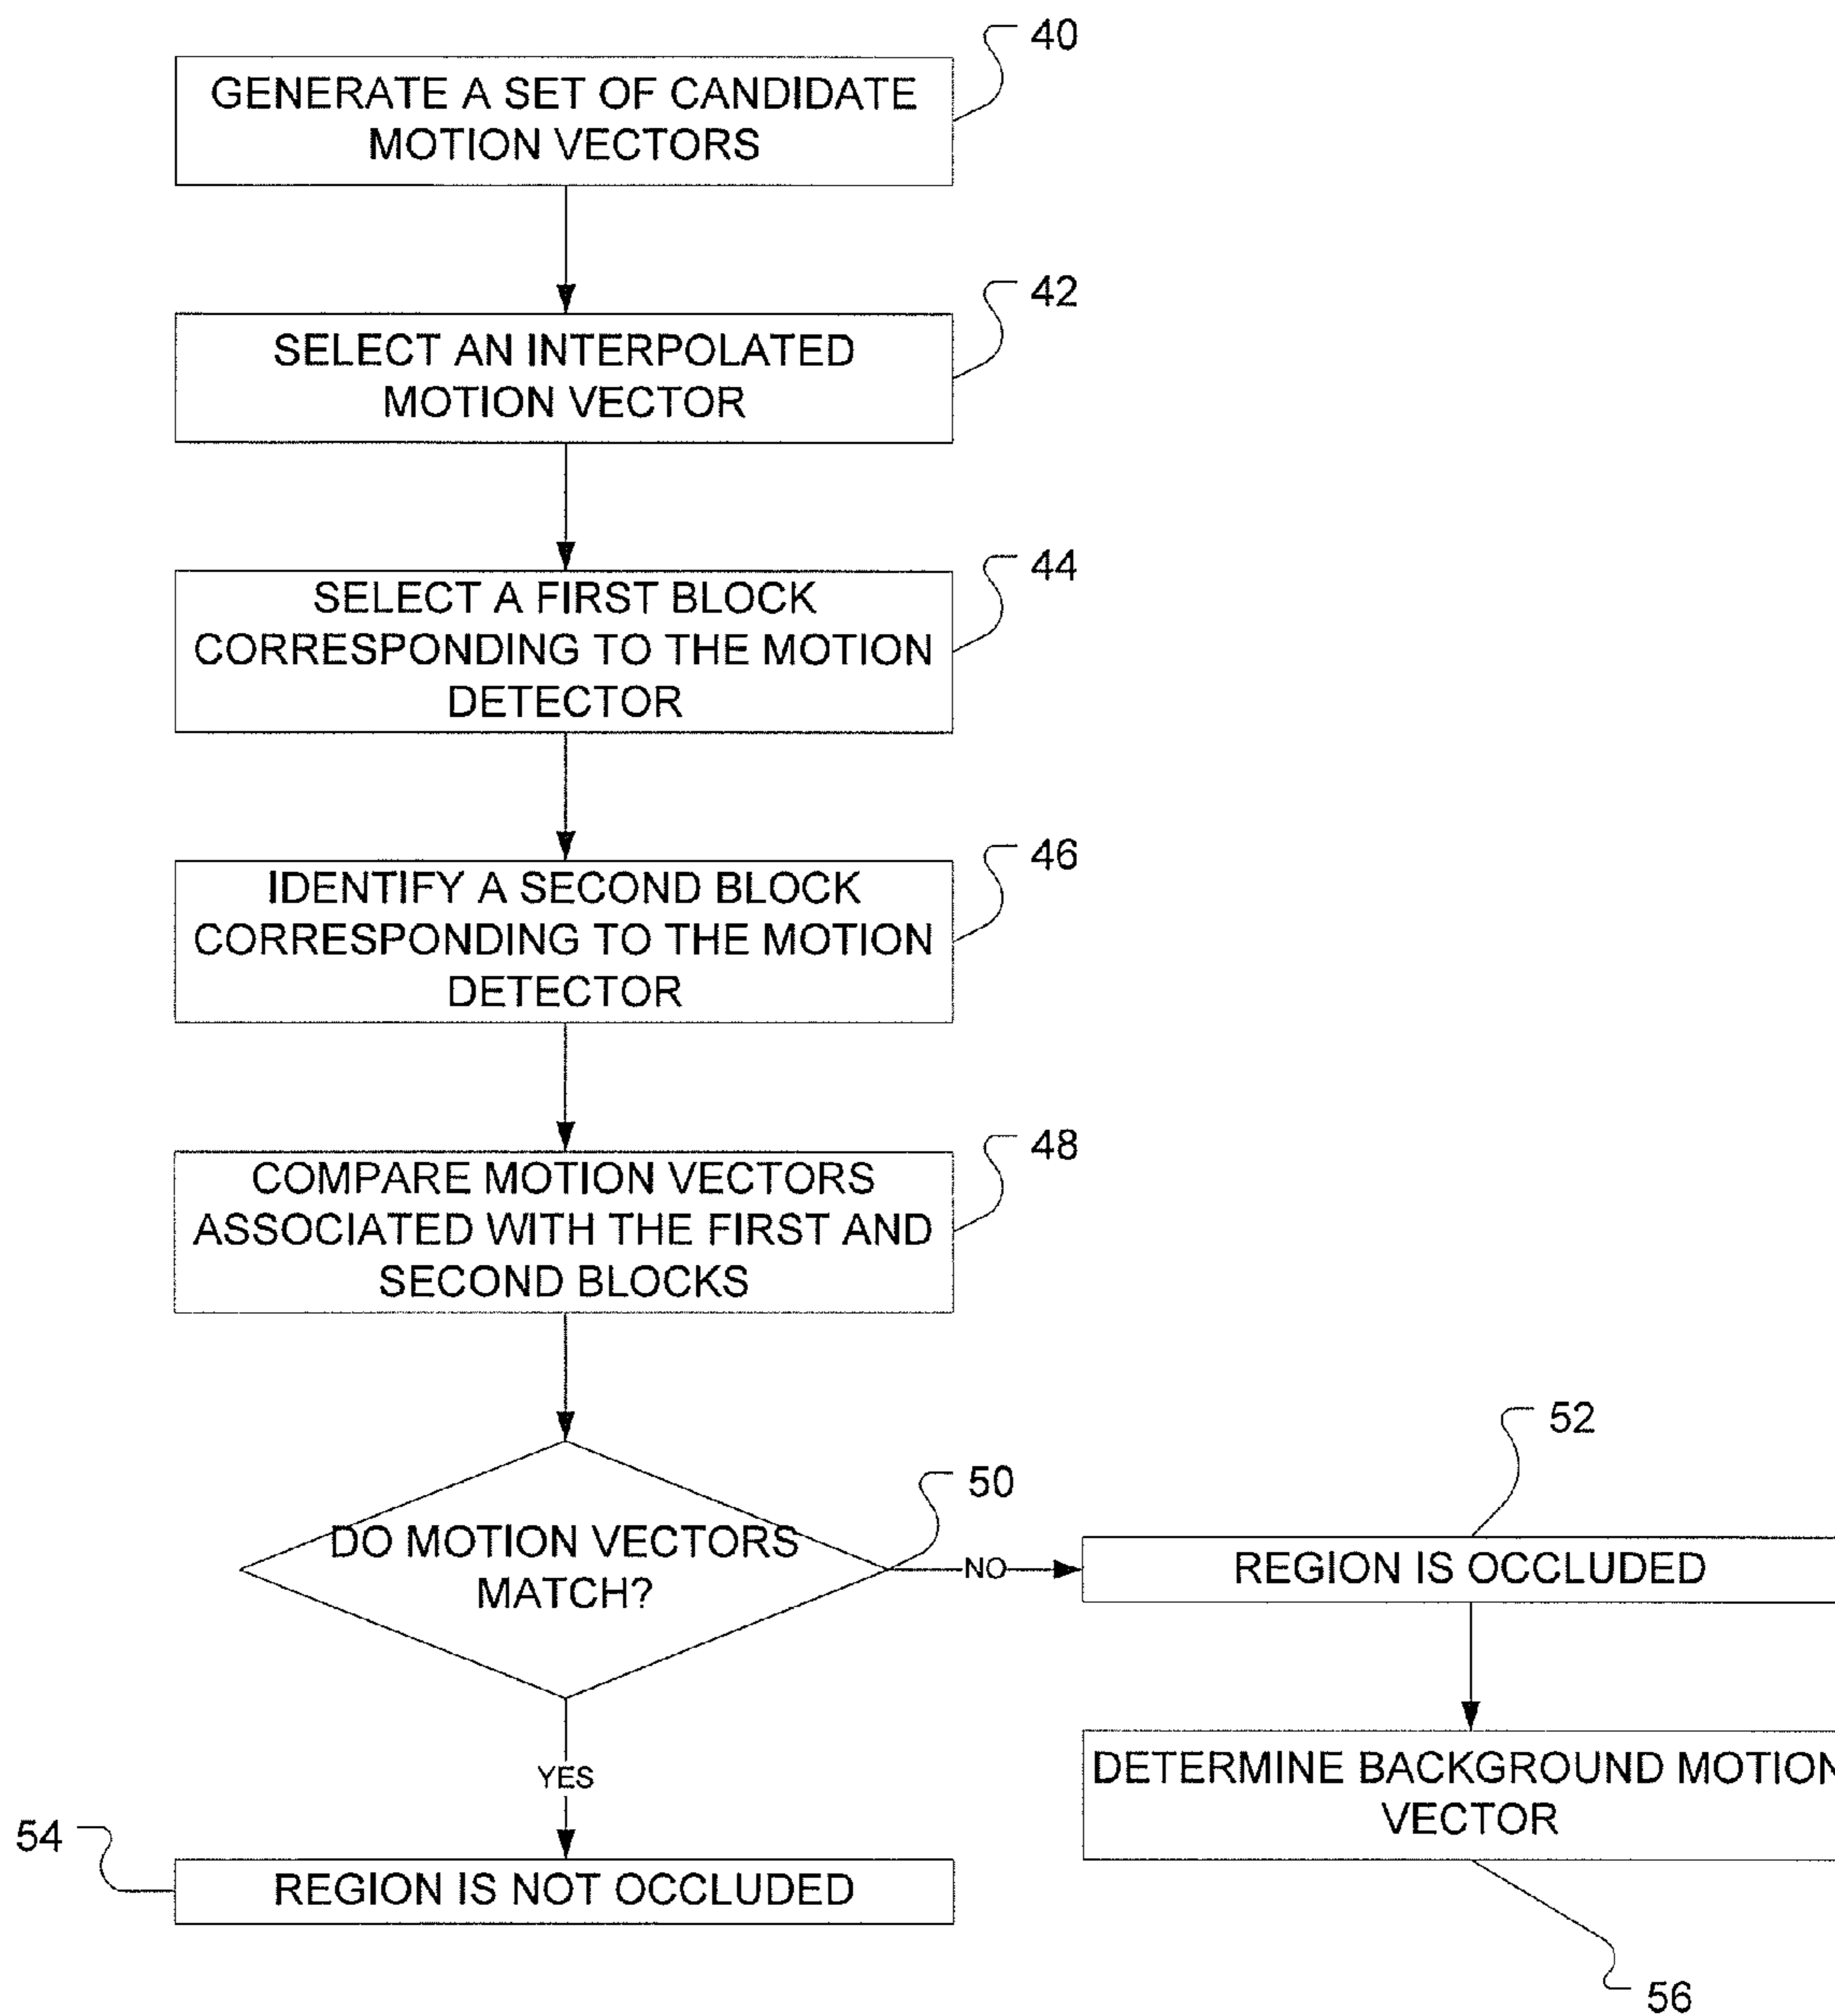 40
GENERATE A SET OF CANDIDATE
MOTION VECTORS
42
SELECT AN INTERPOLATED
MOTION VECTOR
44
SELECT A FIRST BLOCK
CORRESPONDING TO THE MOTION
DETECTOR
46
IDENTIFY A SECOND BLOCK
CORRESPONDING TO THE MOTION
DETECTOR
48
COMPARE MOTION VECTORS
ASSOCIATED WITH THE FIRST AND
SECOND BLOCKS
50
DO MOTION VECTORS
MATCH?
NO
52
REGION IS OCCLUDED
DETERMINE BACKGROUND MOTION
VECTOR
56
YES
54
REGION IS NOT OCCLUDED